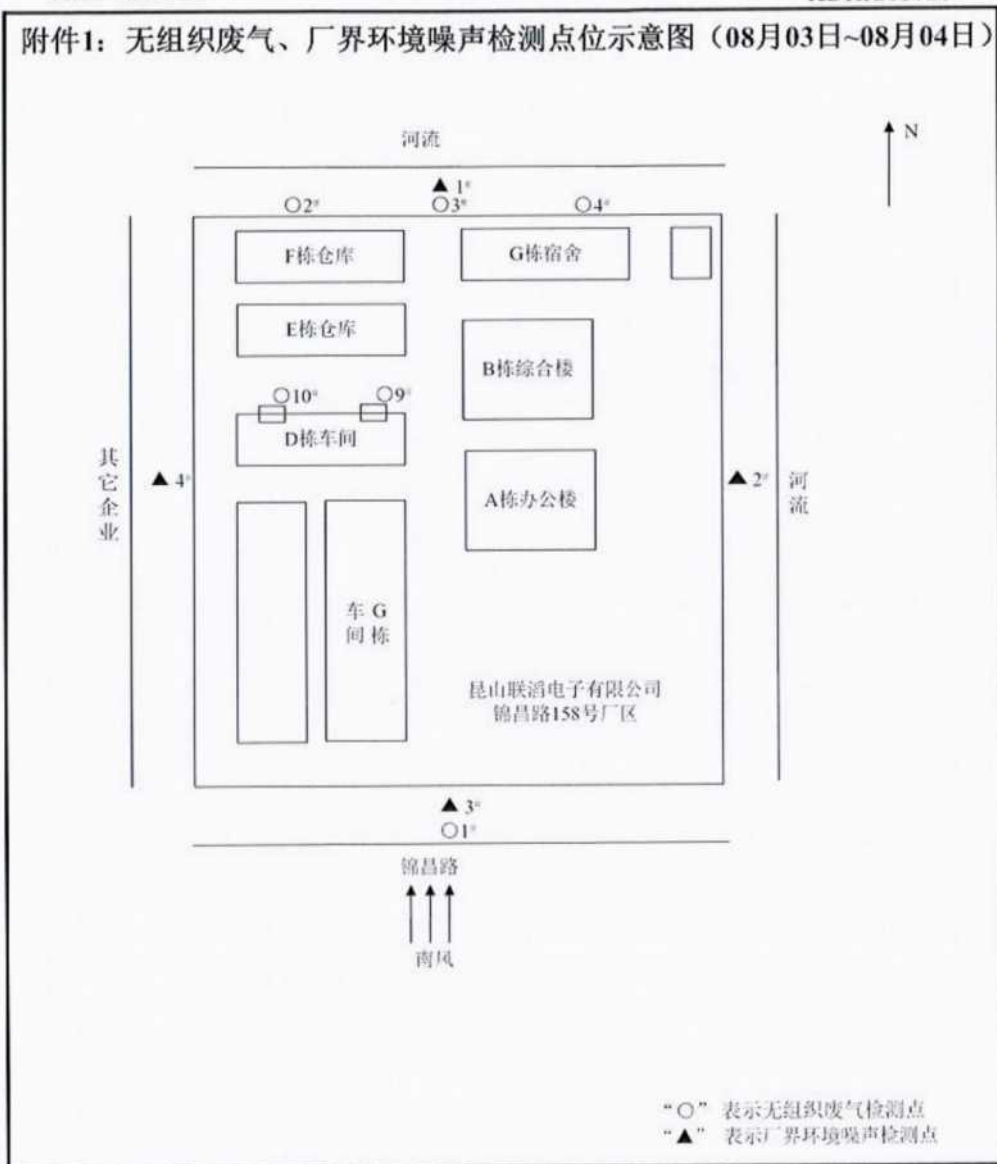 附件1：无组织废气、厂界环境噪声检测点位示意图（08月03日~08月04日）
河流
N
▲ 1#
○2#
○3#
○4#
F栋仓库
G栋宿舍
E栋仓库
B栋综合楼
○10#
○9#
D栋车间
其它企业
▲ 4#
A栋办公楼
▲ 2#
河流
G栋车间
昆山联滔电子有限公司
锦昌路158号厂区
▲ 3#
○1#
锦昌路
南风
“○” 表示无组织废气检测点
“▲” 表示厂界环境噪声检测点